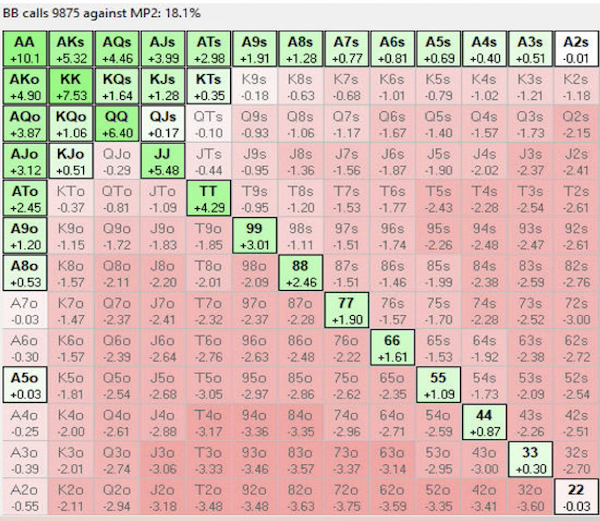 BB calls 9875 against MP2: 18.1%
AA AKs AQs AJs ATs A9s A8s A7s A6s A5s A4s A3s A2s
+10.1 +5.32 +4.46 +3.99 +2.98 +1.91 +1.28 +0.77 +0.81 +0.69 +0.40 +0.51 -0.01
AKo KK KQs KJs KTs K9s K8s K7s K6s K5s K4s K3s K2s
+4.90 +7.53 +1.64 +1.28 +0.35 -0.18 -0.63 -0.68 -1.01 -0.79 -1.02 -1.21 -1.18
AQo KQo QQ QJs QTs Q9s Q8s Q7s Q6s Q5s Q4s Q3s Q2s
+3.87 +1.06 +6.40 +0.17 -0.10 -0.93 -1.06 -1.17 -1.67 -1.40 -1.57 -1.73 -2.15
AJo KJo QJo JJ JTs J9s J8s J7s J6s J5s J4s J3s J2s
+3.12 +0.51 -0.29 +5.48 -0.44 -0.95 -1.36 -1.56 -1.87 -1.90 -2.02 -2.37 -2.41
ATo KTo QTo JTo TT T9s T8s T7s T6s T5s T4s T3s T2s
+2.45 -0.37 -0.81 -1.09 +4.29 -0.95 -1.20 -1.53 -1.77 -2.43 -2.28 -2.54 -2.61
A9o K9o Q9o J9o T9o 99 98s 97s 96s 95s 94s 93s 92s
+1.20 -1.15 -1.72 -1.83 -1.85 +3.01 -1.11 -1.51 -1.74 -2.26 -2.48 -2.47 -2.61
A8o K8o Q8o J8o T8o 98o 88 87s 86s 85s 84s 83s 82s
+0.53 -1.57 -2.11 -2.20 -2.01 -2.09 +2.46 -1.51 -1.46 -1.99 -2.38 -2.59 -2.76
A7o K7o Q7o J7o T7o 97o 87o 77 76s 75s 74s 73s 72s
-0.03 -1.47 -2.37 -2.41 -2.32 -2.37 -2.28 +1.90 -1.57 -1.70 -2.28 -2.52 -3.00
A6o K6o Q6o J6o T6o 96o 86o 76o 66 65s 64s 63s 62s
-0.30 -1.57 -2.39 -2.64 -2.76 -2.63 -2.48 -2.22 +1.61 -1.53 -1.92 -2.38 -2.72
A5o K5o Q5o J5o T5o 95o 85o 75o 65o 55 54s 53s 52s
+0.03 -1.81 -2.54 -2.68 -3.05 -2.97 -2.86 -2.62 -2.35 +1.09 -1.73 -2.09 -2.54
A4o K4o Q4o J4o T4o 94o 84o 74o 64o 54o 44 43s 42s
-0.25 -2.00 -2.61 -2.88 -3.17 -3.36 -3.35 -2.96 -2.71 -2.59 +0.87 -2.26 -2.51
A3o K3o Q3o J3o T3o 93o 83o 73o 63o 53o 43o 33 32s
-0.39 -2.01 -2.74 -3.06 -3.33 -3.46 -3.57 -3.37 -3.14 -2.95 -3.00 +0.30 -2.70
A2o K2o Q2o J2o T2o 92o 82o 72o 62o 52o 42o 32o 22
-0.55 -2.11 -2.94 -3.18 -3.48 -3.48 -3.63 -3.75 -3.59 -3.35 -3.41 -3.60 -0.03